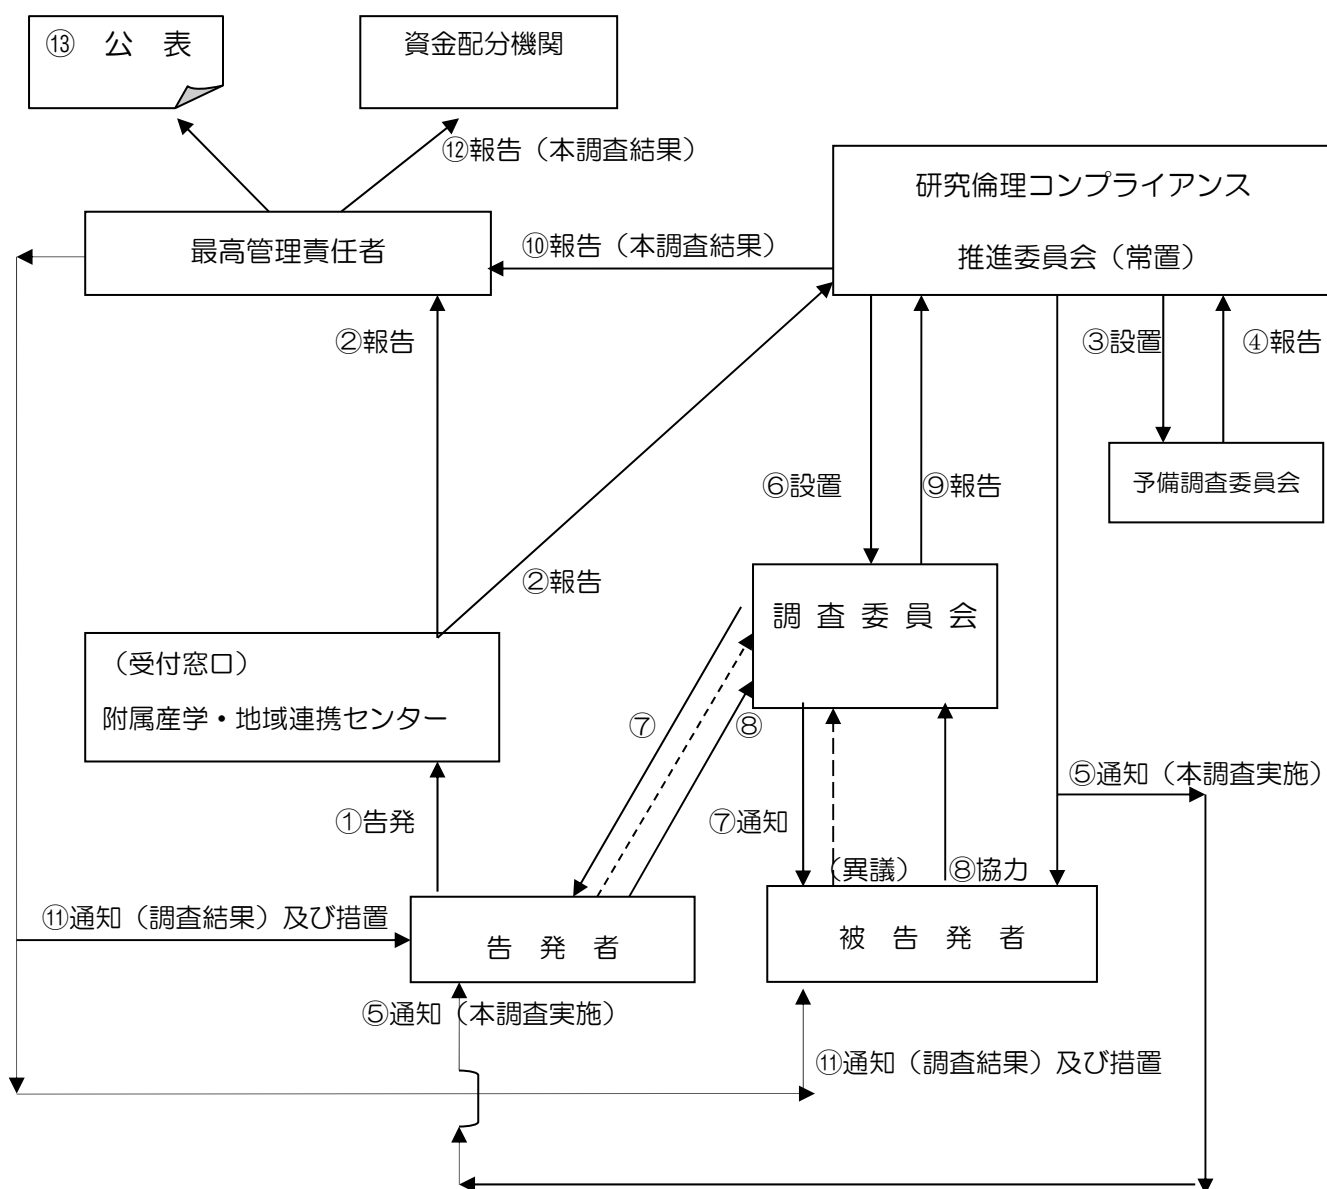 ⑬ 公 表
資金配分機関
⑫報告（本調査結果）
研究倫理コンプライアンス
推進委員会（常置）
最高管理責任者
⑩報告（本調査結果）
②報告
③設置
④報告
⑥設置
⑨報告
予備調査委員会
②報告
調 査 委 員 会
（受付窓口）
附属産学・地域連携センター
⑦
⑧
⑤通知（本調査実施）
①告発
⑦通知
（異議）
⑧協力
⑪通知（調査結果）及び措置
告 発 者
被 告 発 者
⑤通知（本調査実施）
⑪通知（調査結果）及び措置